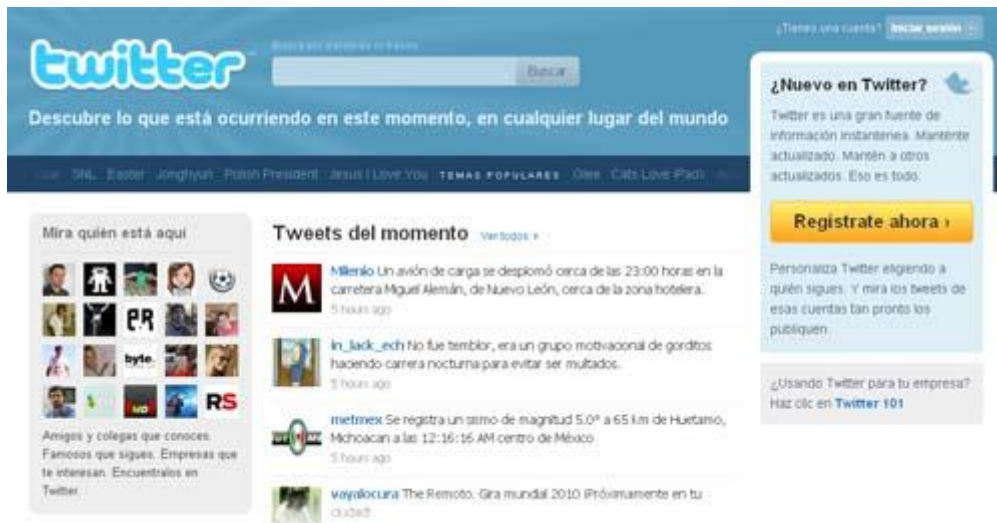 ¿Tienes una cuenta? Iniciar sesión
twitter
Buscar
Descubre lo que está ocurriendo en este momento, en cualquier lugar del mundo
SNL Easter Jonghyun Polish President Jesus I Love You TEMAS POPULARES Glee Cats Love iPads
¿Nuevo en Twitter?
Twitter es una gran fuente de
información instantenea. Mantente
actualizado. Mantén a otros
actualizados. Eso es todo.
Regístrate ahora ›
Personaliza Twitter eligiendo a
quién sigues. Y mira los tweets de
esas cuentas tan pronto los
publiquen.
¿Usando Twitter para tu empresa?
Haz clic en Twitter 101
Mira quién está aquí
PR
byte.
RS
Amigos y colegas que conoces.
Famosos que sigues. Empresas que
te interesan. Encuentralos en
Twitter.
Tweets del momento Ver todos ›
M
Milenio Un avión de carga se desplomó cerca de las 23:00 horas en la
carretera Miguel Alemán, de Nuevo León, cerca de la zona hotelera.
5 hours ago
in_lack_ech No fue temblor, era un grupo motivacional de gorditos
haciendo carrera nocturna para evitar ser multados.
5 hours ago
metmex Se registra un sismo de magnitud 5.0° a 65 km de Huetamo,
Michoacan a las 12:16:16 AM centro de México
5 hours ago
vayalocura The Remoto. Gira mundial 2010 ¡Próximamente en tu
ciudad!